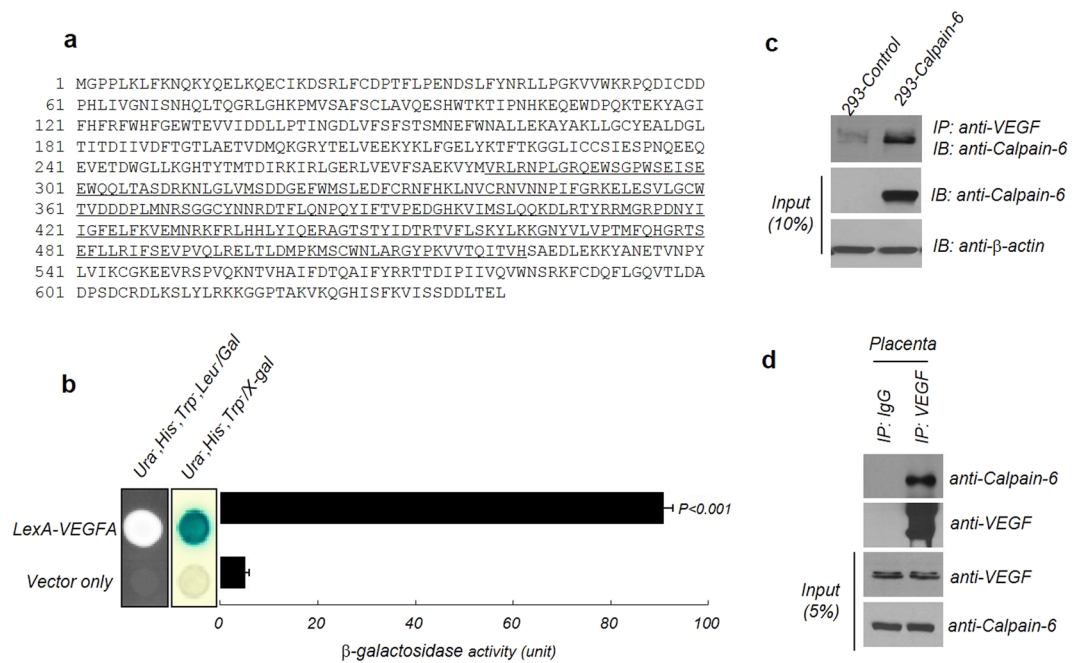 a
1 MGPPLKLFKNQKYQELKQECIKDSRLFCDPTFLPENDSLFYNRLLPGKVVWKRPQDICDD
61 PHLIVGNISNHQLTQGRLGHKPMVSAFSCLAVQESHWTKTIPNHKEQEWDPQKTEKYAGI
121 FHFRFWHFGEWTEVVIDDLLPTINGDLVFSFSTSMNEFWNALLEKAYAKLLGCYEALDGL
181 TITDIIVDFTGTLAETVDMQKGRYTELVEEKYKLFGELYKTFTKGGLICCSIESPNQEEQ
241 EVETDWGLLKGHTYTMTDIRKIRLGERLVEVFSAEKVYMVRLRNPLGRQEWSGPWSEISE
301 EWQQLTASDRKNLGLVMSDDGEFWMSLEDFCRNFHKLNVCRNVNNPIFGRKELESVLGCW
361 TVDDDPLMNRSGGCYNNRDTFLQNPQYIFTVPEDGHKVIMSLQQKDLRTYRRMGRPDNYI
421 IGFELFKVEMNRKFRLHHLYIQERAGTSTYIDTRTVFLSKYLKKGNYVLVPTMFQHGRTS
481 EFLLRIFSEVPVQLRELTLDMPKMSCWNLARGYPKVVTQITVHSAEDLEKKYANETVNPY
541 LVIKCGKEEVRSPVQKNTVHAIFDTQAIFYRRTTDIPIIVQVWNSRKFCDQFLGQVTLDA
601 DPSDCRDLKSLYLRKKGGPTAKVKQGHISFKVISSDDLTEL
b
Ura-,His-,Trp-,Leu-/Gal
Ura-,His-,Trp-/X-gal
LexA-VEGFA
Vector only
P<0.001
0 20 40 60 80 100
β-galactosidase activity (unit)
c
293-Control
293-Calpain-6
IP: anti-VEGF
IB: anti-Calpain-6
Input
(10%)
IB: anti-Calpain-6
IB: anti-β-actin
d
Placenta
IP: IgG
IP: VEGF
anti-Calpain-6
anti-VEGF
Input
(5%)
anti-VEGF
anti-Calpain-6